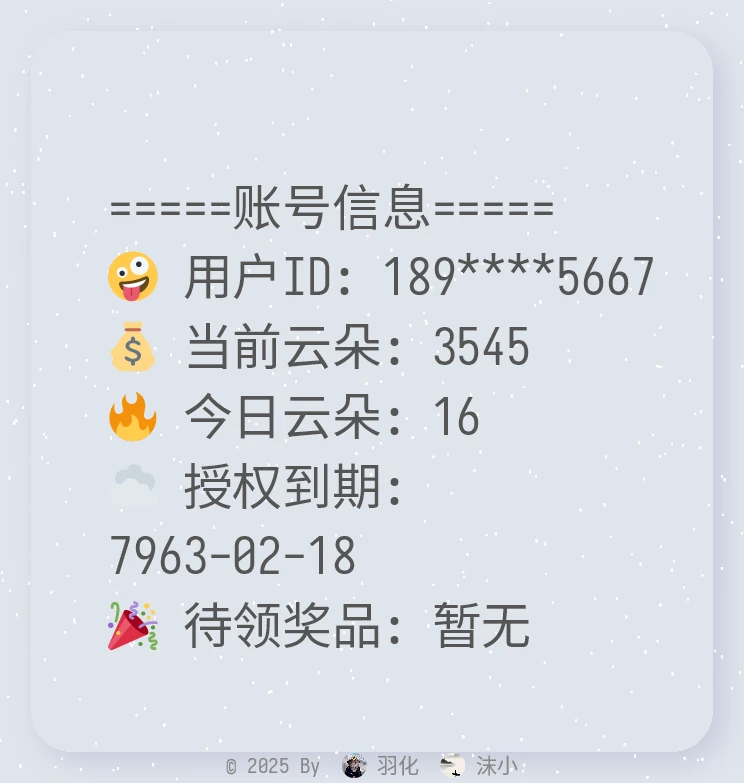 =====账号信息=====
🤪 用户ID: 189****5667
💰 当前云朵: 3545
🔥 今日云朵: 16
☁️ 授权到期:
7963-02-18
🎉 待领奖品: 暂无
© 2025 By 羽化 沫小